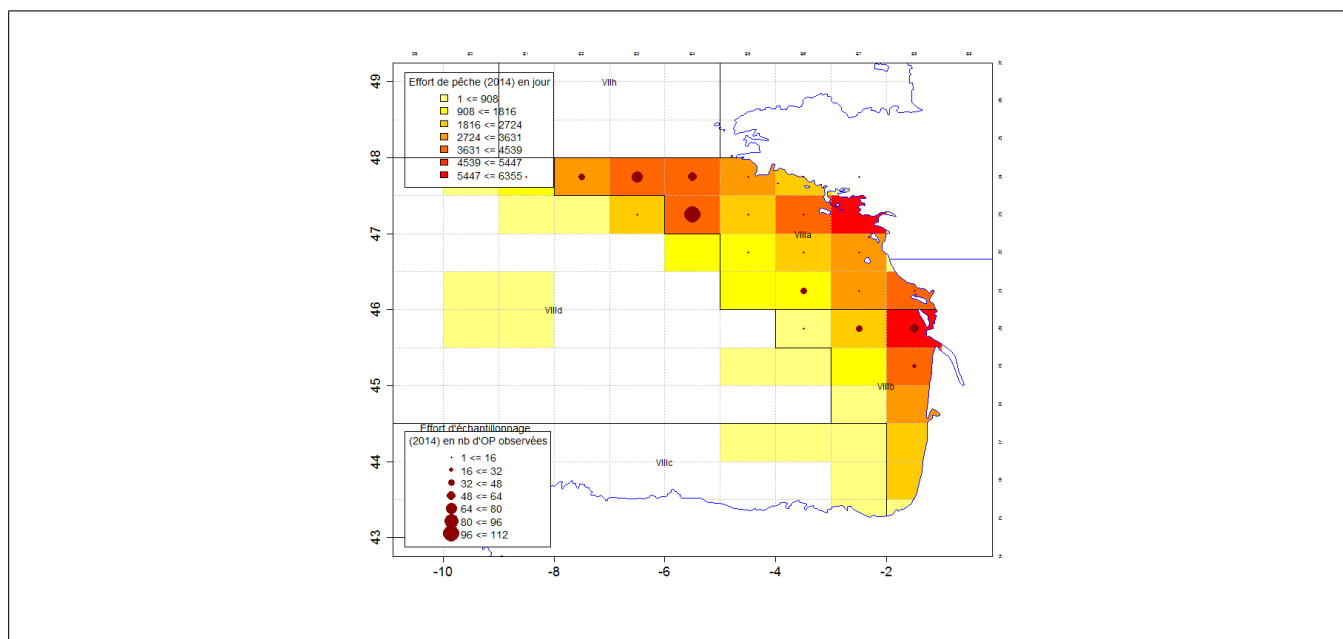 VIIh
49
Effort de pêche (2014) en jour
1 <= 908
908 <= 1816
1816 <= 2724
2724 <= 3631
3631 <= 4539
4539 <= 5447
5447 <= 6355
48
47
VIIIa
46
VIIId
45
VIIIb
Effort d'échantillonnage
(2014) en nb d'OP observées
1 <= 16
16 <= 32
32 <= 48
48 <= 64
64 <= 80
80 <= 96
96 <= 112
44
VIIIc
43
-10
-8
-6
-4
-2